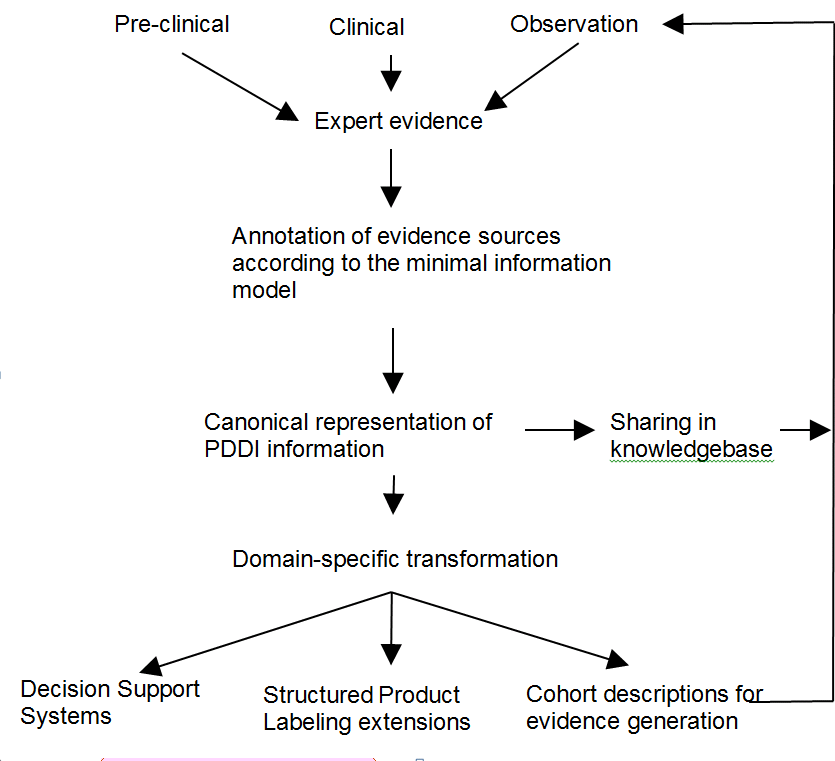 Pre-clinical
Clinical
Observation
Expert evidence
Annotation of evidence sources
according to the minimal information
model
Canonical representation of
PDDI information
Sharing in
knowledgebase
Domain-specific transformation
Decision Support
Systems
Structured Product
Labeling extensions
Cohort descriptions for
evidence generation